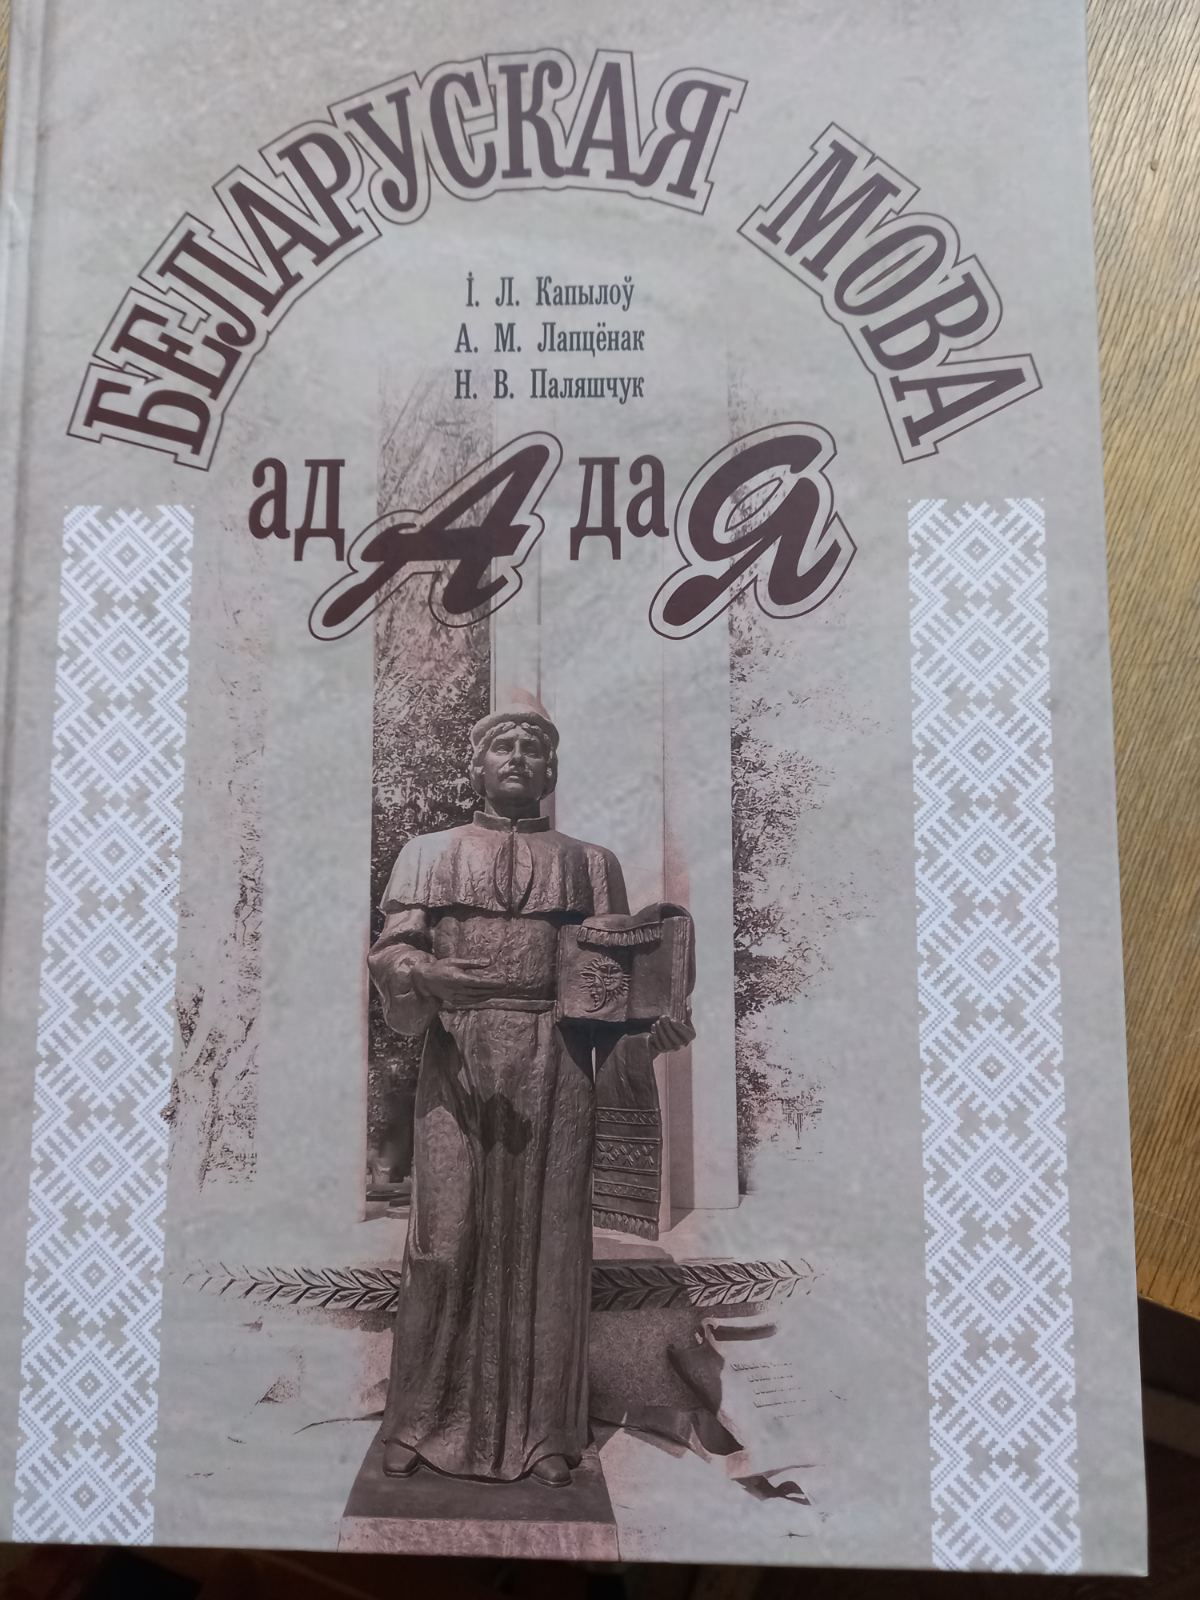 БЕЛАРУСКАЯ МОВА
І. Л. Капылоў
А. М. Лапцёнак
Н. В. Паляшчук
ад А да Я